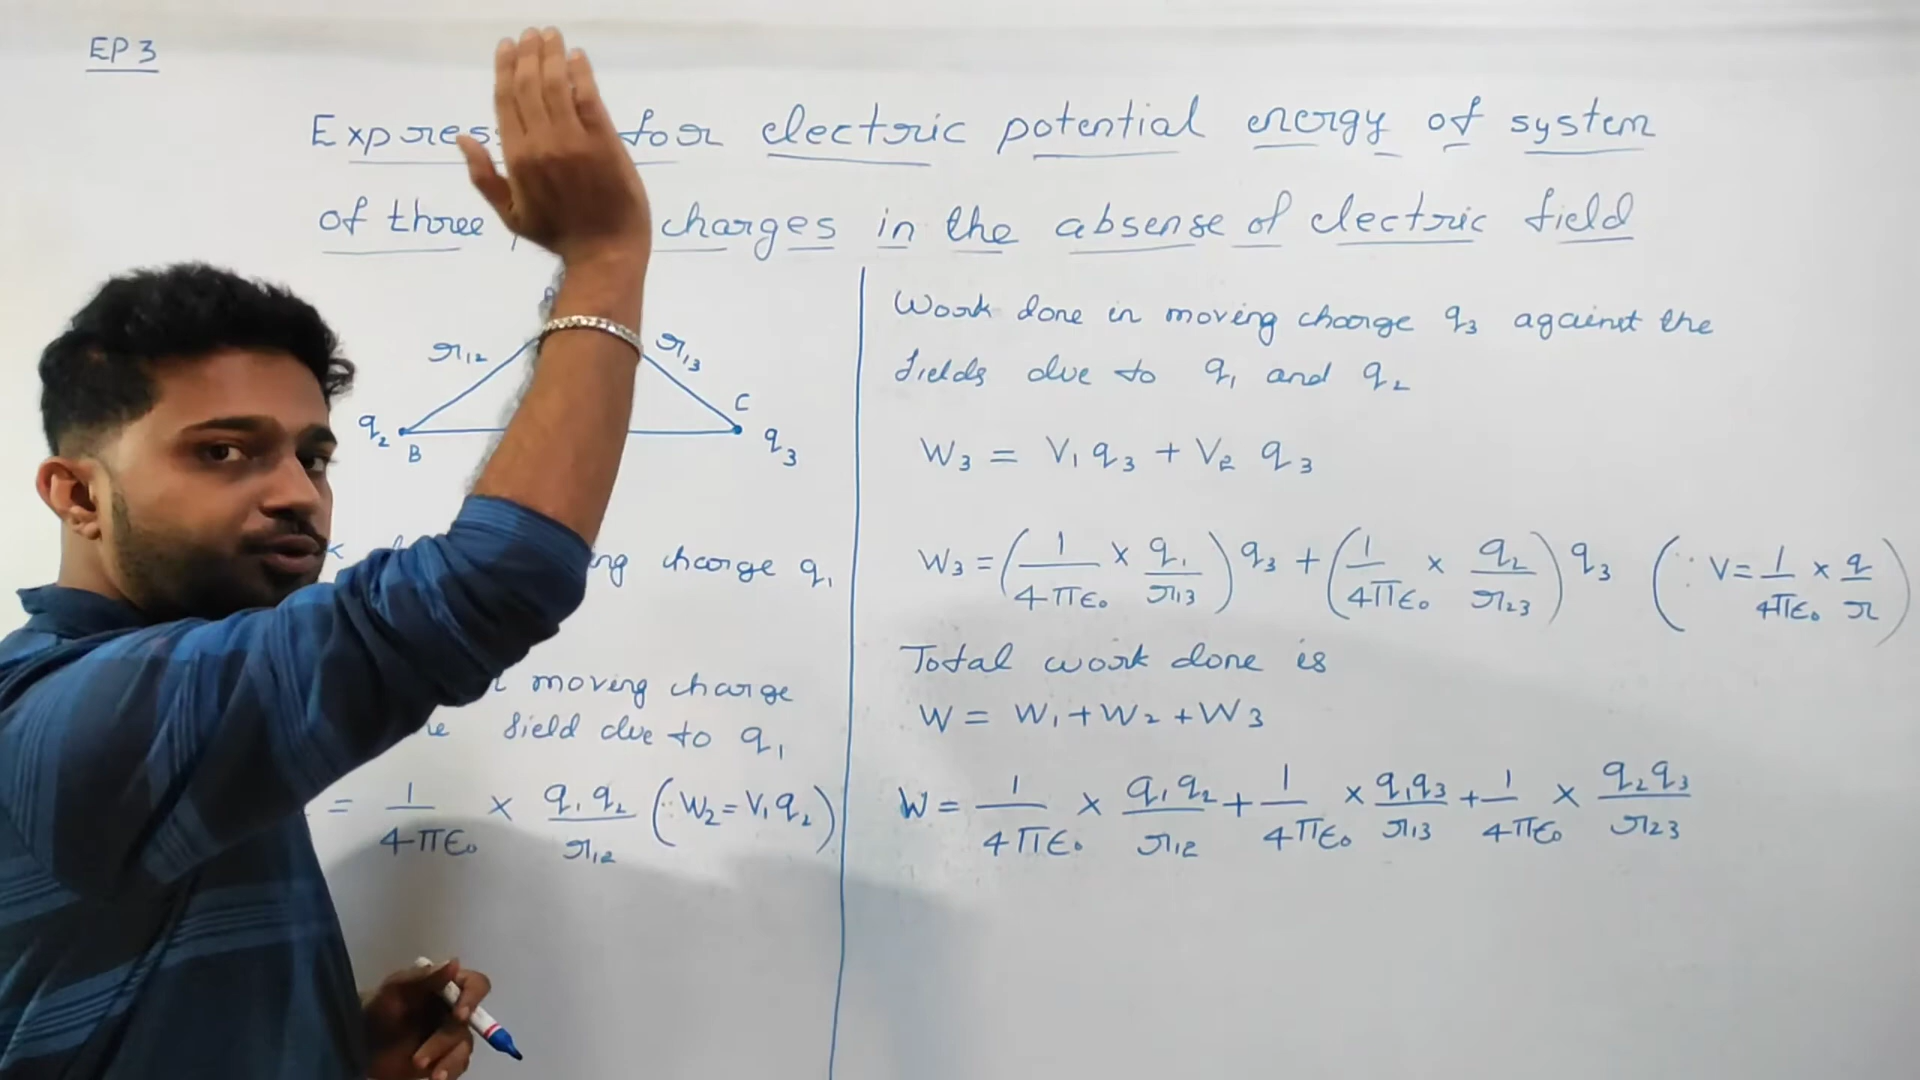 EP 3
for electric potential energy of system
of three charges in the absense of electric field
r₁₂
r₁₃
q₂
B
C
q₃
charge q₁
moving charge
field due to q₁
= 1/4πϵ₀ × q₁q₂/r₁₂ (∵ W₂ = V₁q₂)
Work done in moving charge q₃ against the
fields due to q₁ and q₂
W₃ = V₁ q₃ + V₂ q₃
W₃ = (1/4πϵ₀ × q₁/r₁₃) q₃ + (1/4πϵ₀ × q₂/r₂₃) q₃ (∵ V = 1/4πϵ₀ × q/r)
Total work done is
W = W₁ + W₂ + W₃
W = 1/4πϵ₀ × q₁q₂/r₁₂ + 1/4πϵ₀ × q₁q₃/r₁₃ + 1/4πϵ₀ × q₂q₃/r₂₃